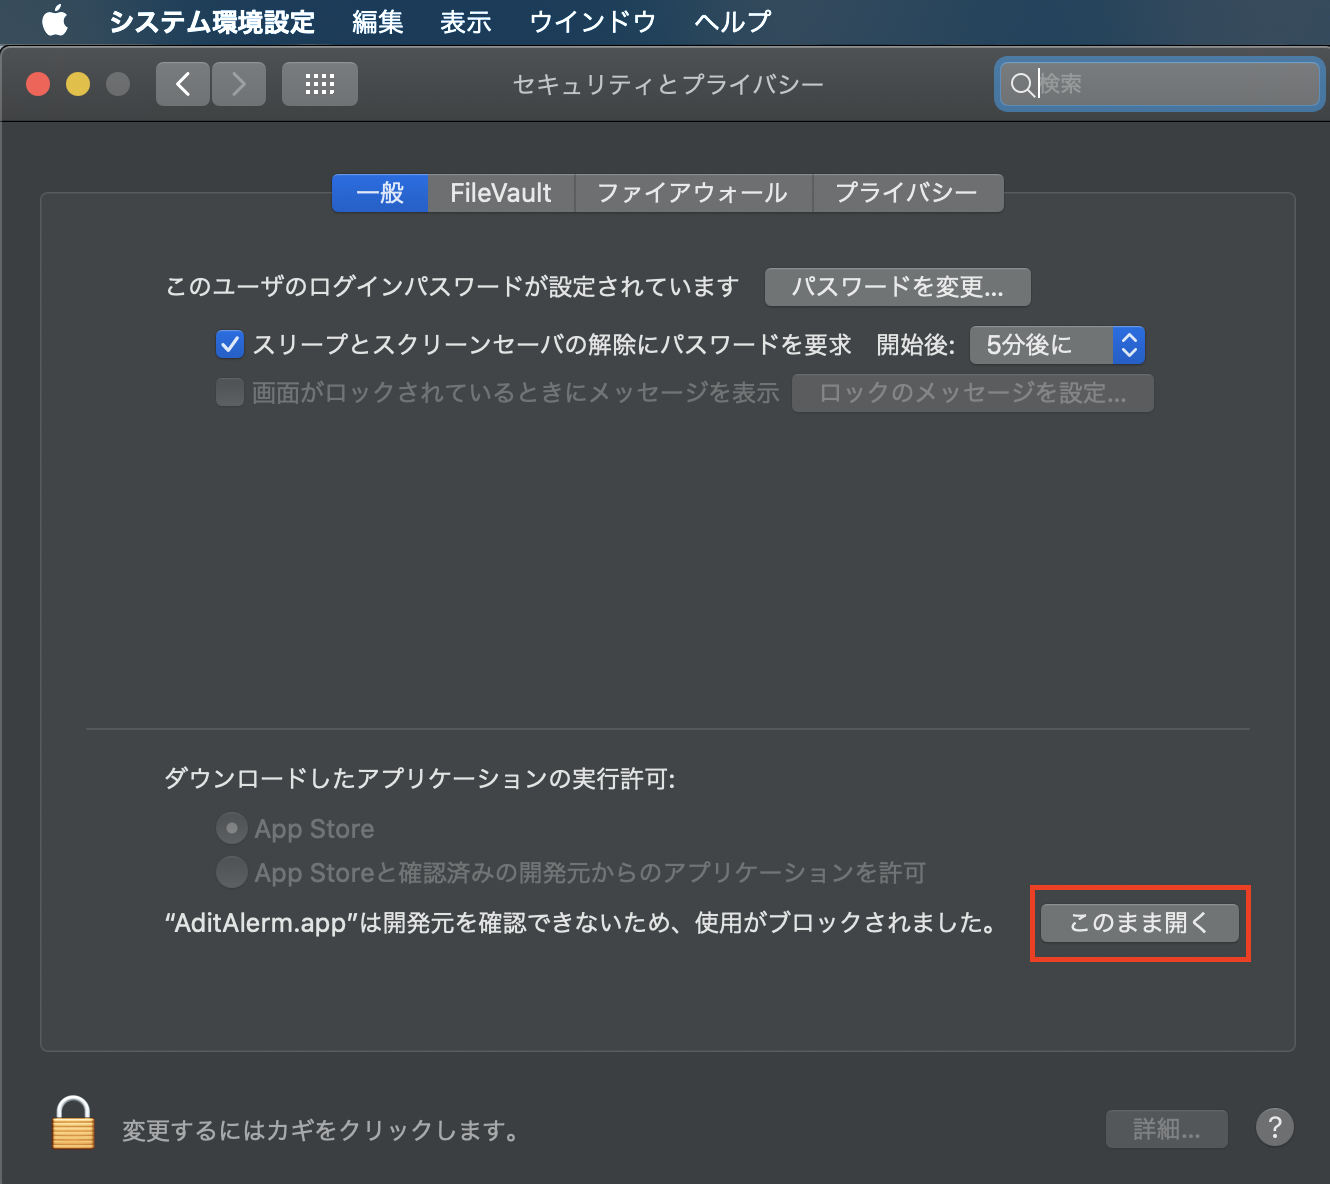 システム環境設定 編集 表示 ウインドウ ヘルプ
セキュリティとプライバシー
検索
一般 FileVault ファイアウォール プライバシー
このユーザのログインパスワードが設定されています パスワードを変更...
スリープとスクリーンセーバの解除にパスワードを要求 開始後: 5分後に
画面がロックされているときにメッセージを表示 ロックのメッセージを設定...
ダウンロードしたアプリケーションの実行許可:
App Store
App Storeと確認済みの開発元からのアプリケーションを許可
“AditAlerm.app”は開発元を確認できないため、使用がブロックされました。 このまま開く
変更するにはカギをクリックします。 詳細... ?